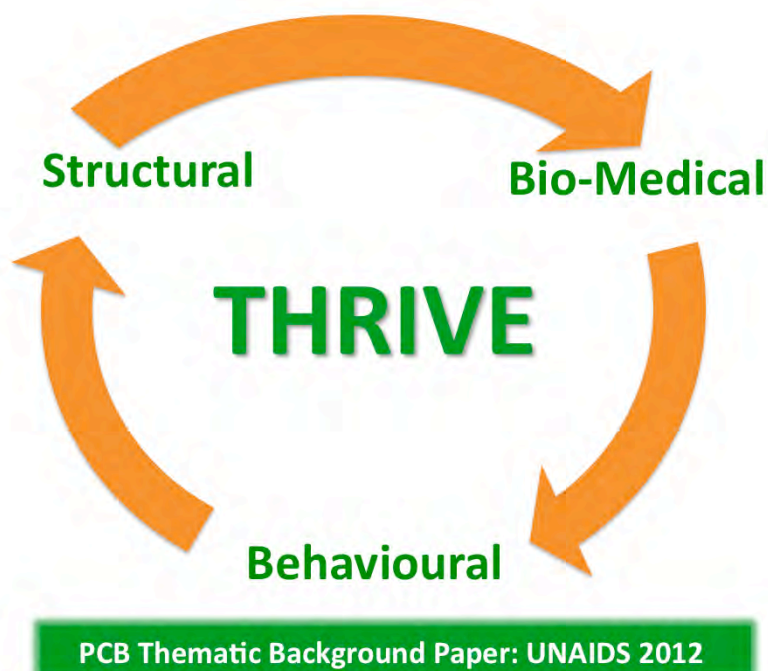 Structural
Bio-Medical
THRIVE
Behavioural
PCB Thematic Background Paper: UNAIDS 2012